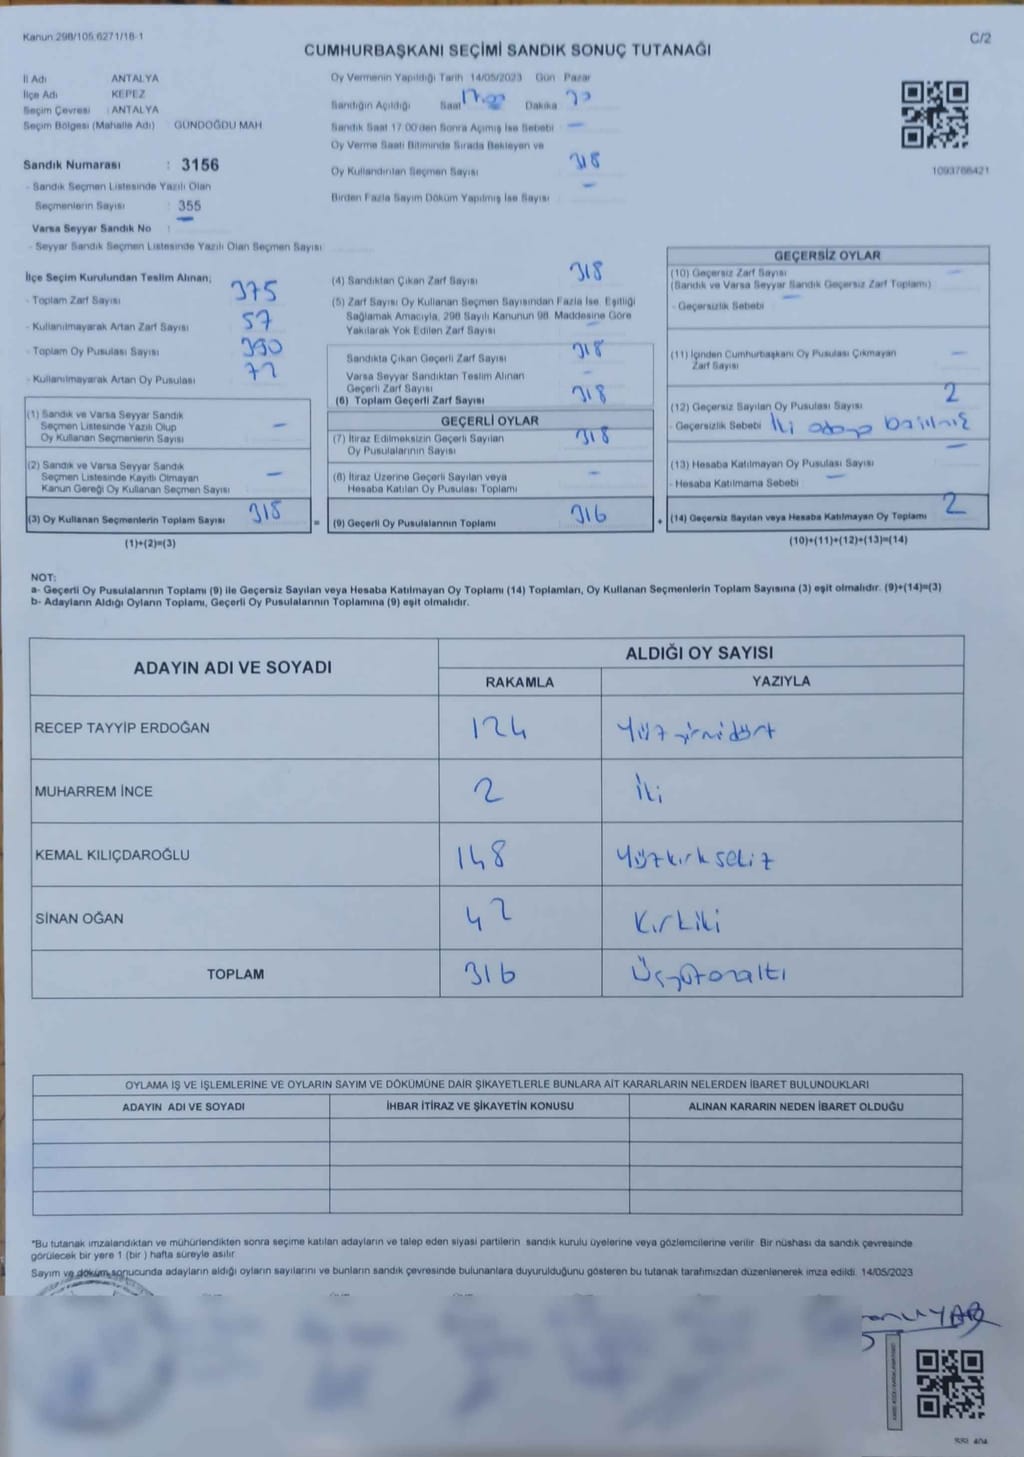 Kanun:298/105.6271/18-1
C/2
CUMHURBAŞKANI SEÇİMİ SANDIK SONUÇ TUTANAĞI
İl Adı ANTALYA
İlçe Adı KEPEZ
Seçim Çevresi : ANTALYA
Seçim Bölgesi (Mahalle Adı) GÜNDOĞDU MAH
Sandık Numarası : 3156
- Sandık Seçmen Listesinde Yazılı Olan
Seçmenlerin Sayısı : 355
Varsa Seyyar Sandık No :
- Seyyar Sandık Seçmen Listesinde Yazılı Olan Seçmen Sayısı
Oy Vermenin Yapıldığı Tarih 14/05/2023 Gün Pazar
Sandığın Açıldığı Saat 17.00 Dakika
Sandık Saat 17.00'den Sonra Açılmış İse Sebebi —
Oy Verme Saati Bitiminde Sırada Bekleyen ve
Oy Kullandırılan Seçmen Sayısı 318
Birden Fazla Sayım Döküm Yapılmış İse Sayısı —
1093766421
İlçe Seçim Kurulundan Teslim Alınan;
- Toplam Zarf Sayısı 375
- Kullanılmayarak Artan Zarf Sayısı 57
- Toplam Oy Pusulası Sayısı 390
- Kullanılmayarak Artan Oy Pusulası 72
(1) Sandık ve Varsa Seyyar Sandık
Seçmen Listesinde Yazılı Olup
Oy Kullanan Seçmenlerin Sayısı —
(2) Sandık ve Varsa Seyyar Sandık
Seçmen Listesinde Kayıtlı Olmayan
Kanun Gereği Oy Kullanan Seçmen Sayısı —
(3) Oy Kullanan Seçmenlerin Toplam Sayısı 318
(1)+(2)=(3)
(4) Sandıktan Çıkan Zarf Sayısı 318
(5) Zarf Sayısı Oy Kullanan Seçmen Sayısından Fazla İse, Eşitliği
Sağlamak Amacıyla, 298 Sayılı Kanunun 98. Maddesine Göre
Yakılarak Yok Edilen Zarf Sayısı —
Sandıkta Çıkan Geçerli Zarf Sayısı 318
Varsa Seyyar Sandıktan Teslim Alınan
Geçerli Zarf Sayısı —
(6) Toplam Geçerli Zarf Sayısı 318
GEÇERLİ OYLAR
(7) İtiraz Edilmeksizin Geçerli Sayılan
Oy Pusulalarının Sayısı 318
(8) İtiraz Üzerine Geçerli Sayılan veya
Hesaba Katılan Oy Pusulası Toplamı —
= (9) Geçerli Oy Pusulalarının Toplamı 316
GEÇERSİZ OYLAR
(10) Geçersiz Zarf Sayısı —
(Sandık ve Varsa Seyyar Sandık Geçersiz Zarf Toplamı)
- Geçersizlik Sebebi —
(11) İçinden Cumhurbaşkanı Oy Pusulası Çıkmayan
Zarf Sayısı —
(12) Geçersiz Sayılan Oy Pusulası Sayısı 2
- Geçersizlik Sebebi İki adaya basılmış
(13) Hesaba Katılmayan Oy Pusulası Sayısı —
- Hesaba Katılmama Sebebi —
+ (14) Geçersiz Sayılan veya Hesaba Katılmayan Oy Toplamı 2
(10)+(11)+(12)+(13)=(14)
NOT:
a- Geçerli Oy Pusulalarının Toplamı (9) ile Geçersiz Sayılan veya Hesaba Katılmayan Oy Toplamı (14) Toplamları, Oy Kullanan Seçmenlerin Toplam Sayısına (3) eşit olmalıdır. (9)+(14)=(3)
b- Adayların Aldığı Oyların Toplamı, Geçerli Oy Pusulalarının Toplamına (9) eşit olmalıdır.
ADAYIN ADI VE SOYADI ALDIĞI OY SAYISI
RAKAMLA YAZIYLA
RECEP TAYYİP ERDOĞAN 124 Yüz yirmi dört
MUHARREM İNCE 2 İki
KEMAL KILIÇDAROĞLU 148 Yüzkırk sekiz
SİNAN OĞAN 42 Kırkiki
TOPLAM 316 Üçyüzonaltı
OYLAMA İŞ VE İŞLEMLERİNE VE OYLARIN SAYIM VE DÖKÜMÜNE DAİR ŞİKAYETLERLE BUNLARA AİT KARARLARIN NELERDEN İBARET BULUNDUKLARI
ADAYIN ADI VE SOYADI İHBAR İTİRAZ VE ŞİKAYETİN KONUSU ALINAN KARARIN NEDEN İBARET OLDUĞU
*Bu tutanak imzalandıktan ve mühürlendikten sonra seçime katılan adayların ve talep eden siyasi partilerin sandık kurulu üyelerine veya gözlemcilerine verilir. Bir nüshası da sandık çevresinde
görülecek bir yere 1 (bir ) hafta süreyle asılır.
Sayım ve döküm sonucunda adayların aldığı oyların sayılarını ve bunların sandık çevresinde bulunanlara duyurulduğunu gösteren bu tutanak tarafımızdan düzenlenerek imza edildi. 14/05/2023